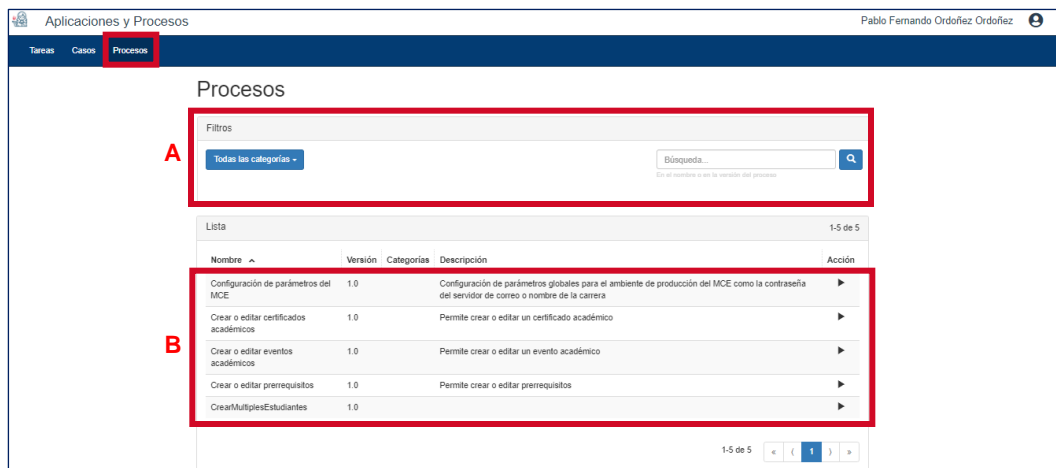 Aplicaciones y Procesos
Pablo Fernando Ordoñez Ordoñez
Tareas Casos Procesos
Procesos
A
Filtros
Todas las categorías
Búsqueda...
En el nombre o en la versión del proceso
Lista
1-5 de 5
Nombre Versión Categorías Descripción Acción
Configuración de parámetros del 1.0 Configuración de parámetros globales para el ambiente de producción del MCE como la contraseña
MCE del servidor de correo o nombre de la carrera
Crear o editar certificados 1.0 Permite crear o editar un certificado académico
académicos
B
Crear o editar eventos 1.0 Permite crear o editar un evento académico
académicos
Crear o editar prerrequisitos 1.0 Permite crear o editar prerrequisitos
CrearMultiplesEstudiantes 1.0
1-5 de 5 « ⟨ 1 ⟩ »